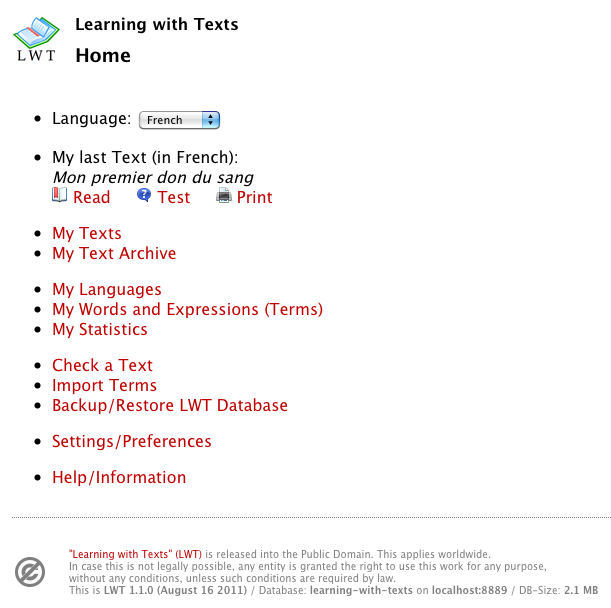 LWT
Learning with Texts
Home
Language: French
My last Text (in French):
Mon premier don du sang
Read Test Print
My Texts
My Text Archive
My Languages
My Words and Expressions (Terms)
My Statistics
Check a Text
Import Terms
Backup/Restore LWT Database
Settings/Preferences
Help/Information
"Learning with Texts" (LWT) is released into the Public Domain. This applies worldwide.
In case this is not legally possible, any entity is granted the right to use this work for any purpose,
without any conditions, unless such conditions are required by law.
This is LWT 1.1.0 (August 16 2011) / Database: learning-with-texts on localhost:8889 / DB-Size: 2.1 MB